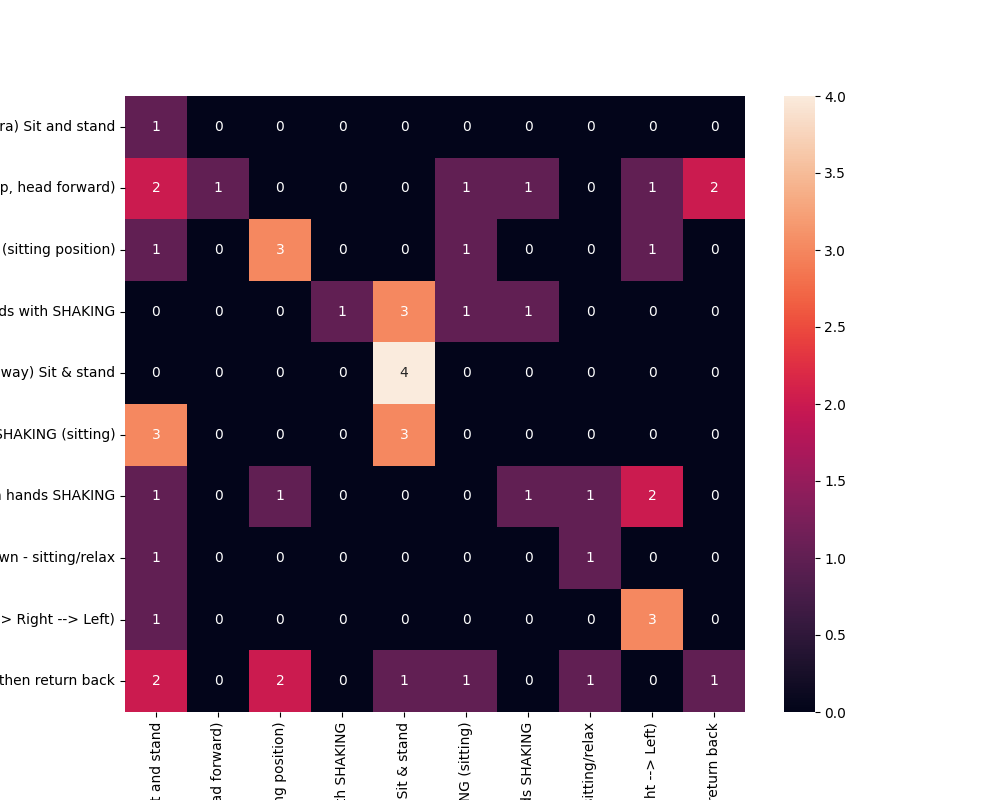 ra) Sit and stand 1 0 0 0 0 0 0 0 0 0
p, head forward) 2 1 0 0 0 1 1 0 1 2
(sitting position) 1 0 3 0 0 1 0 0 1 0
ds with SHAKING 0 0 0 1 3 1 1 0 0 0
way) Sit & stand 0 0 0 0 4 0 0 0 0 0
SHAKING (sitting) 3 0 0 0 3 0 0 0 0 0
hands SHAKING 1 0 1 0 0 0 1 1 2 0
wn - sitting/relax 1 0 0 0 0 0 0 1 0 0
> Right --> Left) 1 0 0 0 0 0 0 0 3 0
then return back 2 0 2 0 1 1 0 1 0 1
t and stand
ad forward)
ng position)
th SHAKING
Sit & stand
NG (sitting)
ds SHAKING
sitting/relax
ht --> Left)
return back
4.0
3.5
3.0
2.5
2.0
1.5
1.0
0.5
0.0